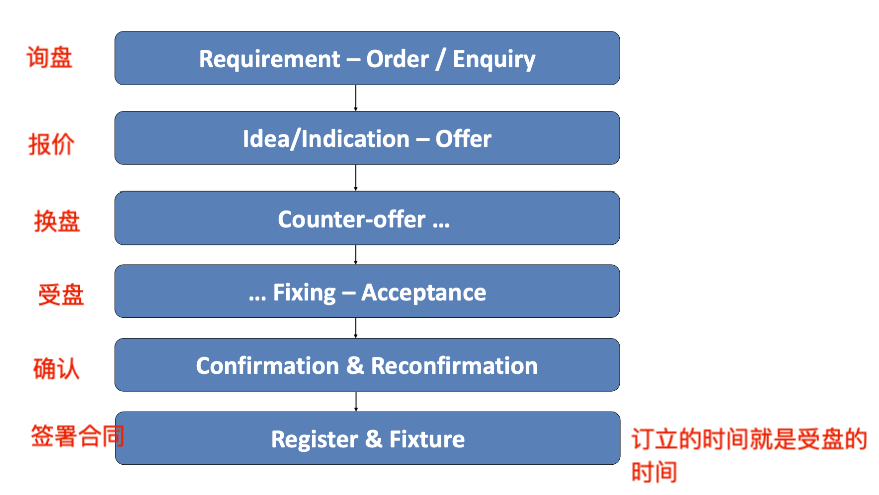 询盘
Requirement – Order / Enquiry
报价
Idea/Indication – Offer
换盘
Counter-offer …
受盘
… Fixing – Acceptance
确认
Confirmation & Reconfirmation
签署合同
Register & Fixture
订立的时间就是受盘的
时间